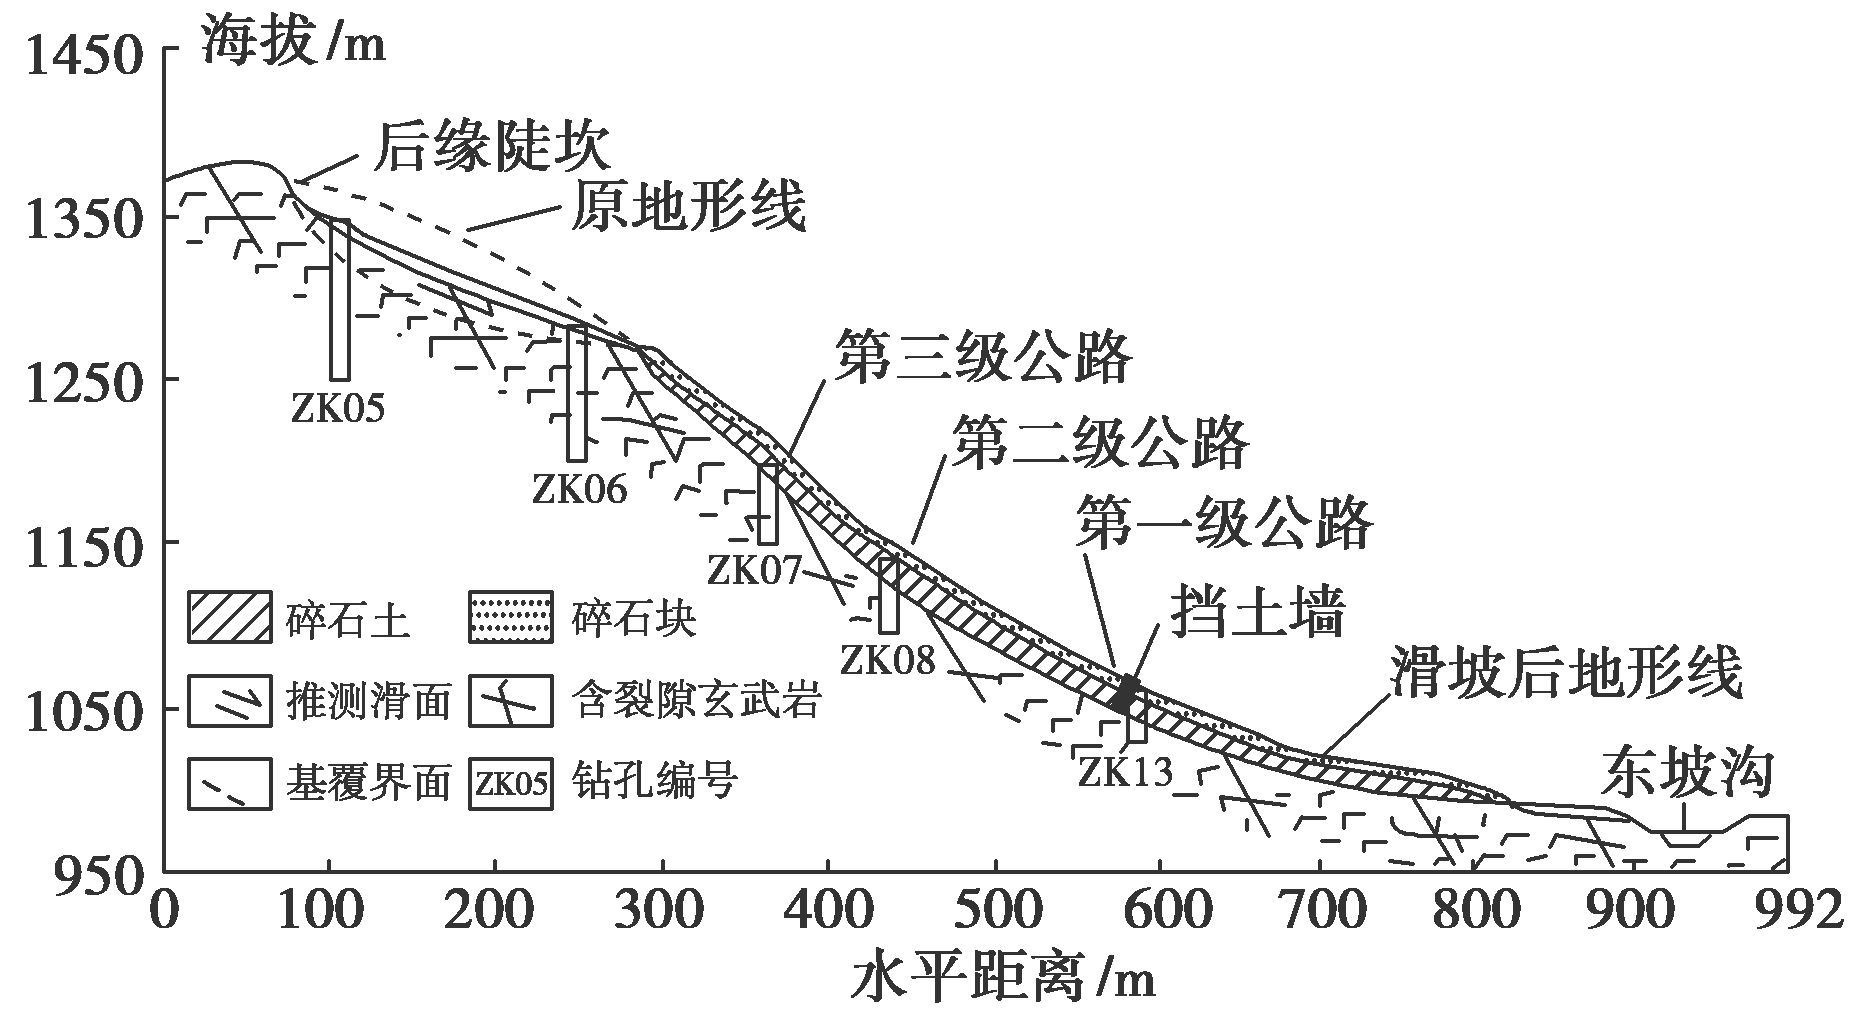 海拔/m
1450
1350
1250
1150
1050
950
后缘陡坎
原地形线
第三级公路
第二级公路
第一级公路
挡土墙
滑坡后地形线
东坡沟
ZK05
ZK06
ZK07
ZK08
ZK13
碎石土
碎石块
推测滑面
含裂隙玄武岩
基覆界面
ZK05 钻孔编号
0 100 200 300 400 500 600 700 800 900 992
水平距离/m